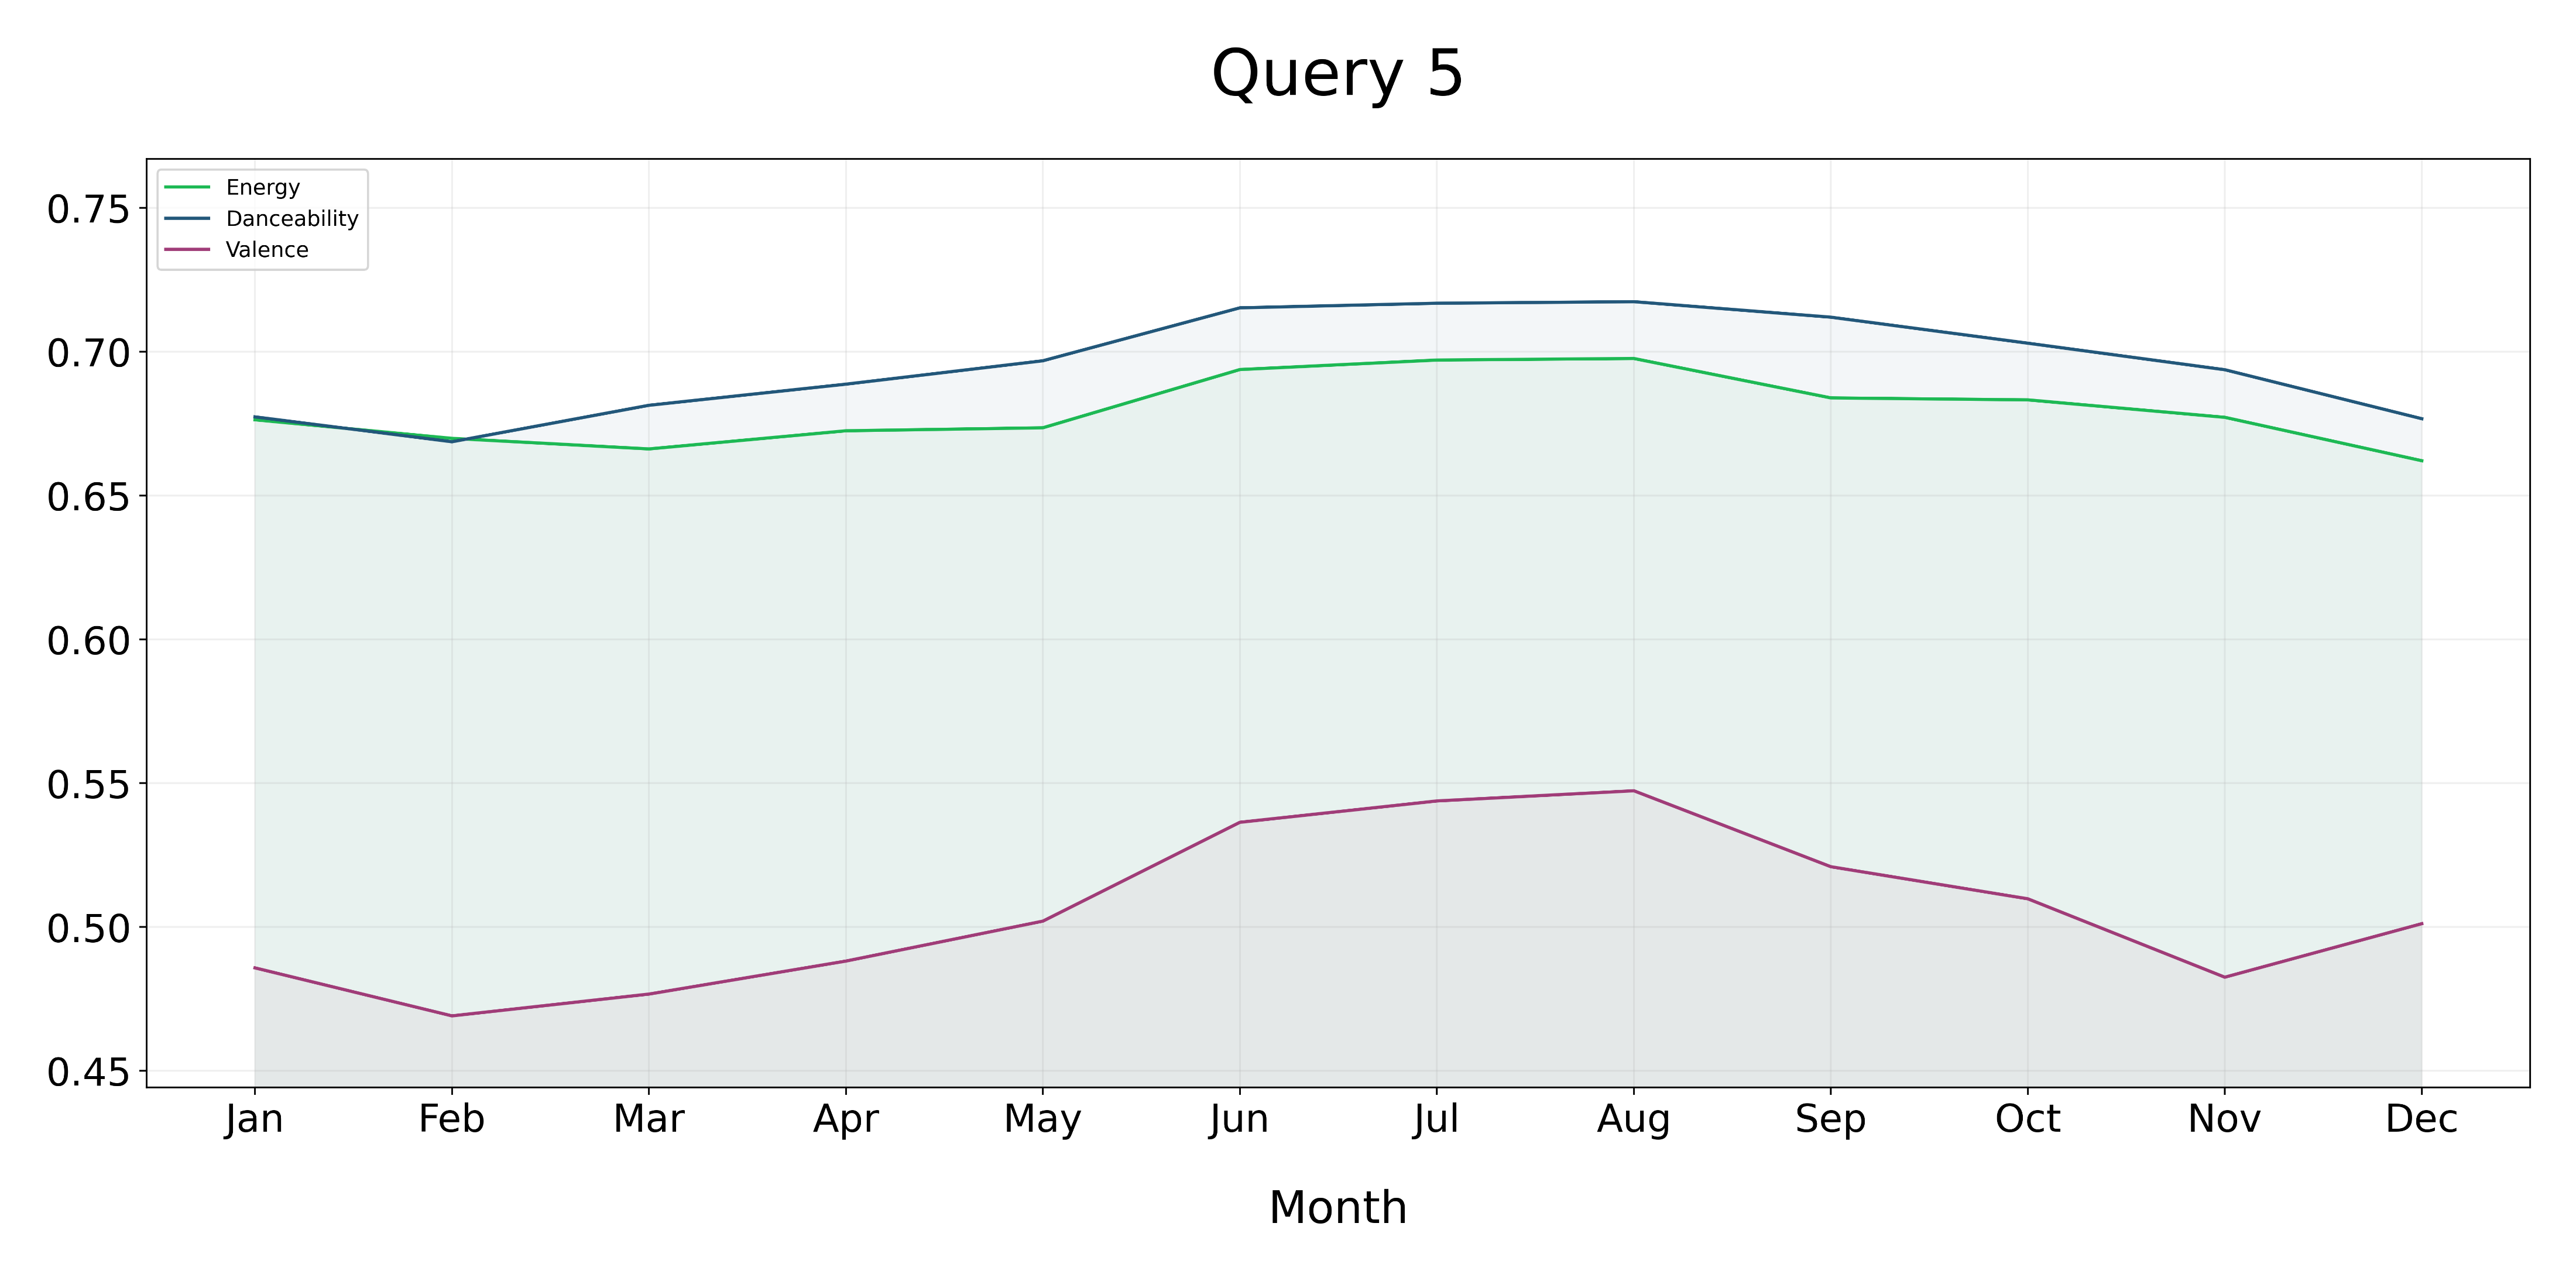 Query 5
Energy
Danceability
Valence
0.75
0.70
0.65
0.60
0.55
0.50
0.45
Jan Feb Mar Apr May Jun Jul Aug Sep Oct Nov Dec
Month